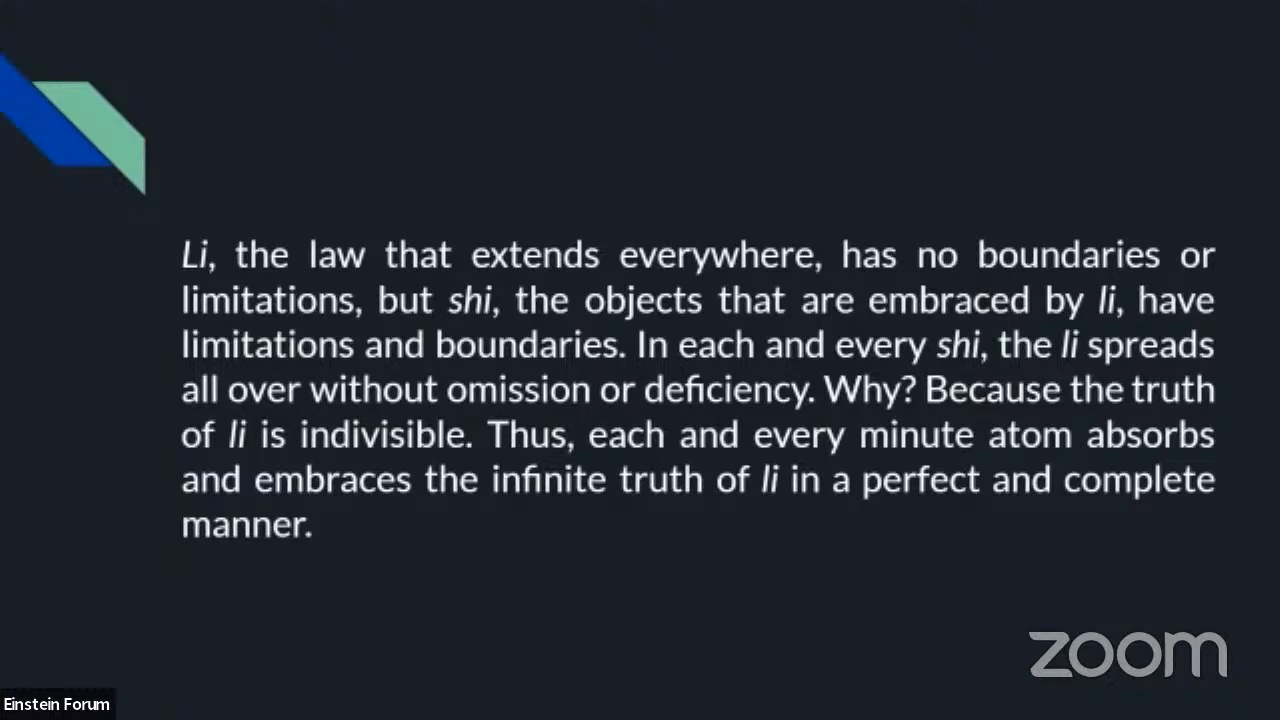 Li, the law that extends everywhere, has no boundaries or
limitations, but shi, the objects that are embraced by li, have
limitations and boundaries. In each and every shi, the li spreads
all over without omission or deficiency. Why? Because the truth
of li is indivisible. Thus, each and every minute atom absorbs
and embraces the infinite truth of li in a perfect and complete
manner.
zoom
Einstein Forum